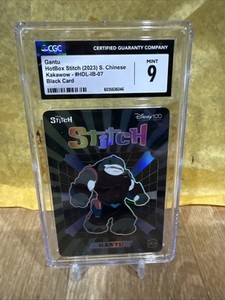 CGC
CERTIFIED GUARANTY COMPANY
Gantu
HotBox Stitch (2023) S. Chinese
Kakawow - #HDL-IB-07
Black Card
MINT
9
STITCH
Disney100
STITCH
GANTU